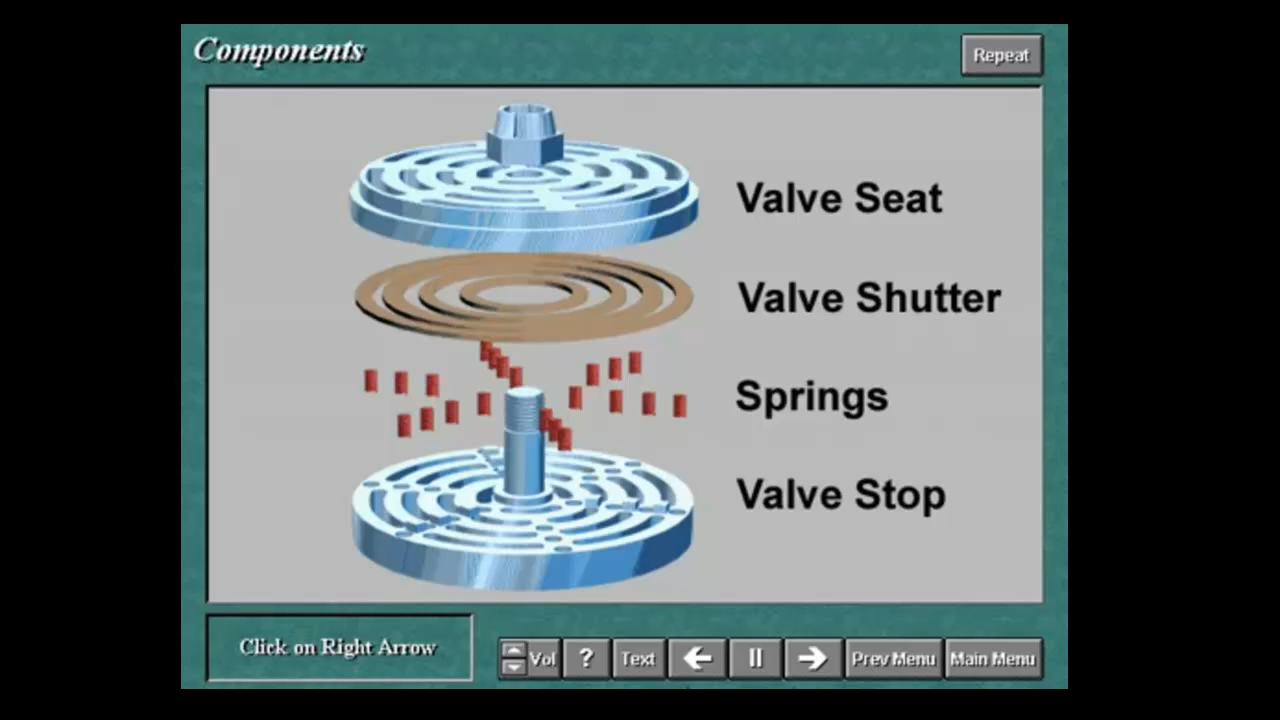 Components
Repeat
Valve Seat
Valve Shutter
Springs
Valve Stop
Click on Right Arrow
Vol
?
Text
Prev Menu
Main Menu